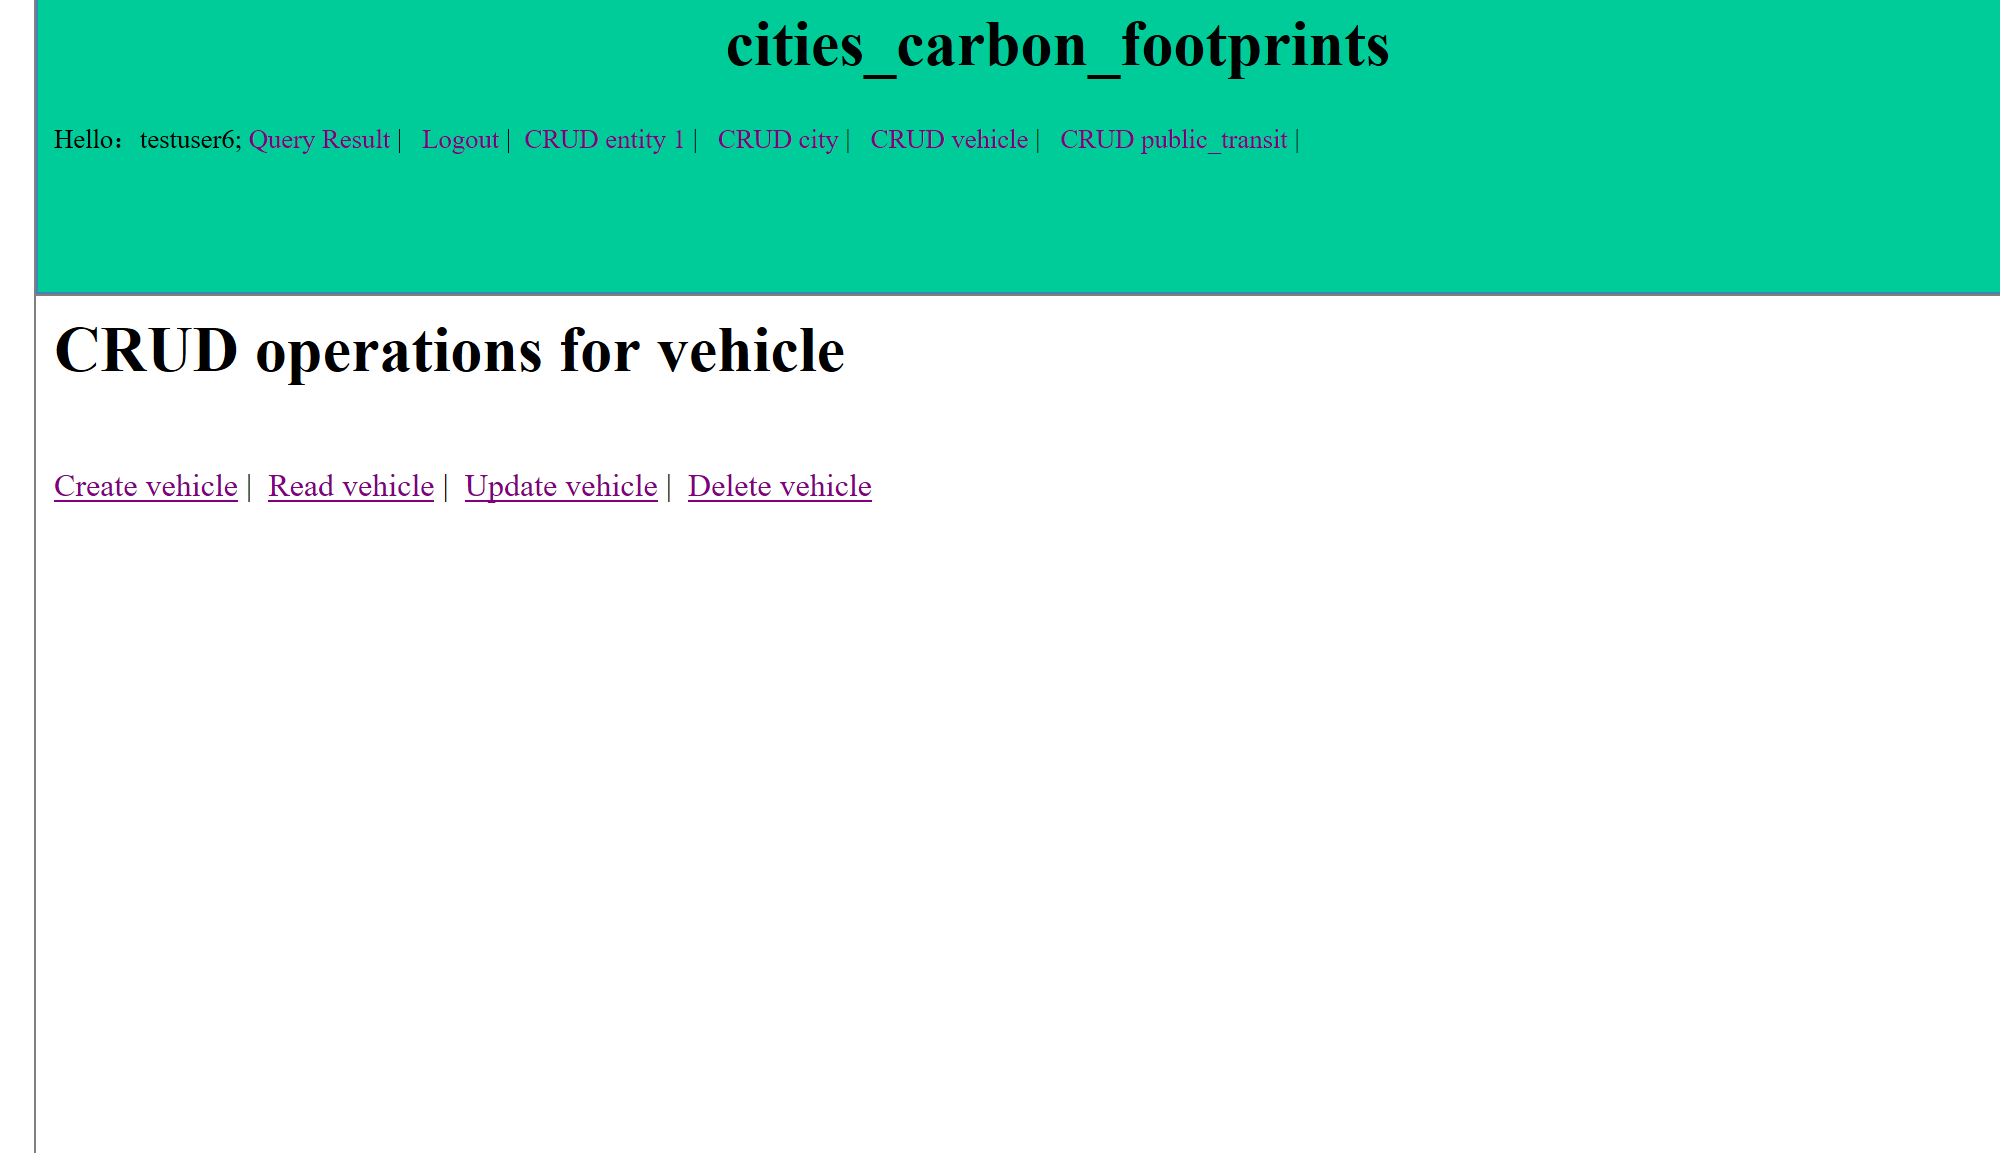 cities_carbon_footprints
Hello：testuser6; Query Result | Logout | CRUD entity 1 | CRUD city | CRUD vehicle | CRUD public_transit |
CRUD operations for vehicle
Create vehicle | Read vehicle | Update vehicle | Delete vehicle